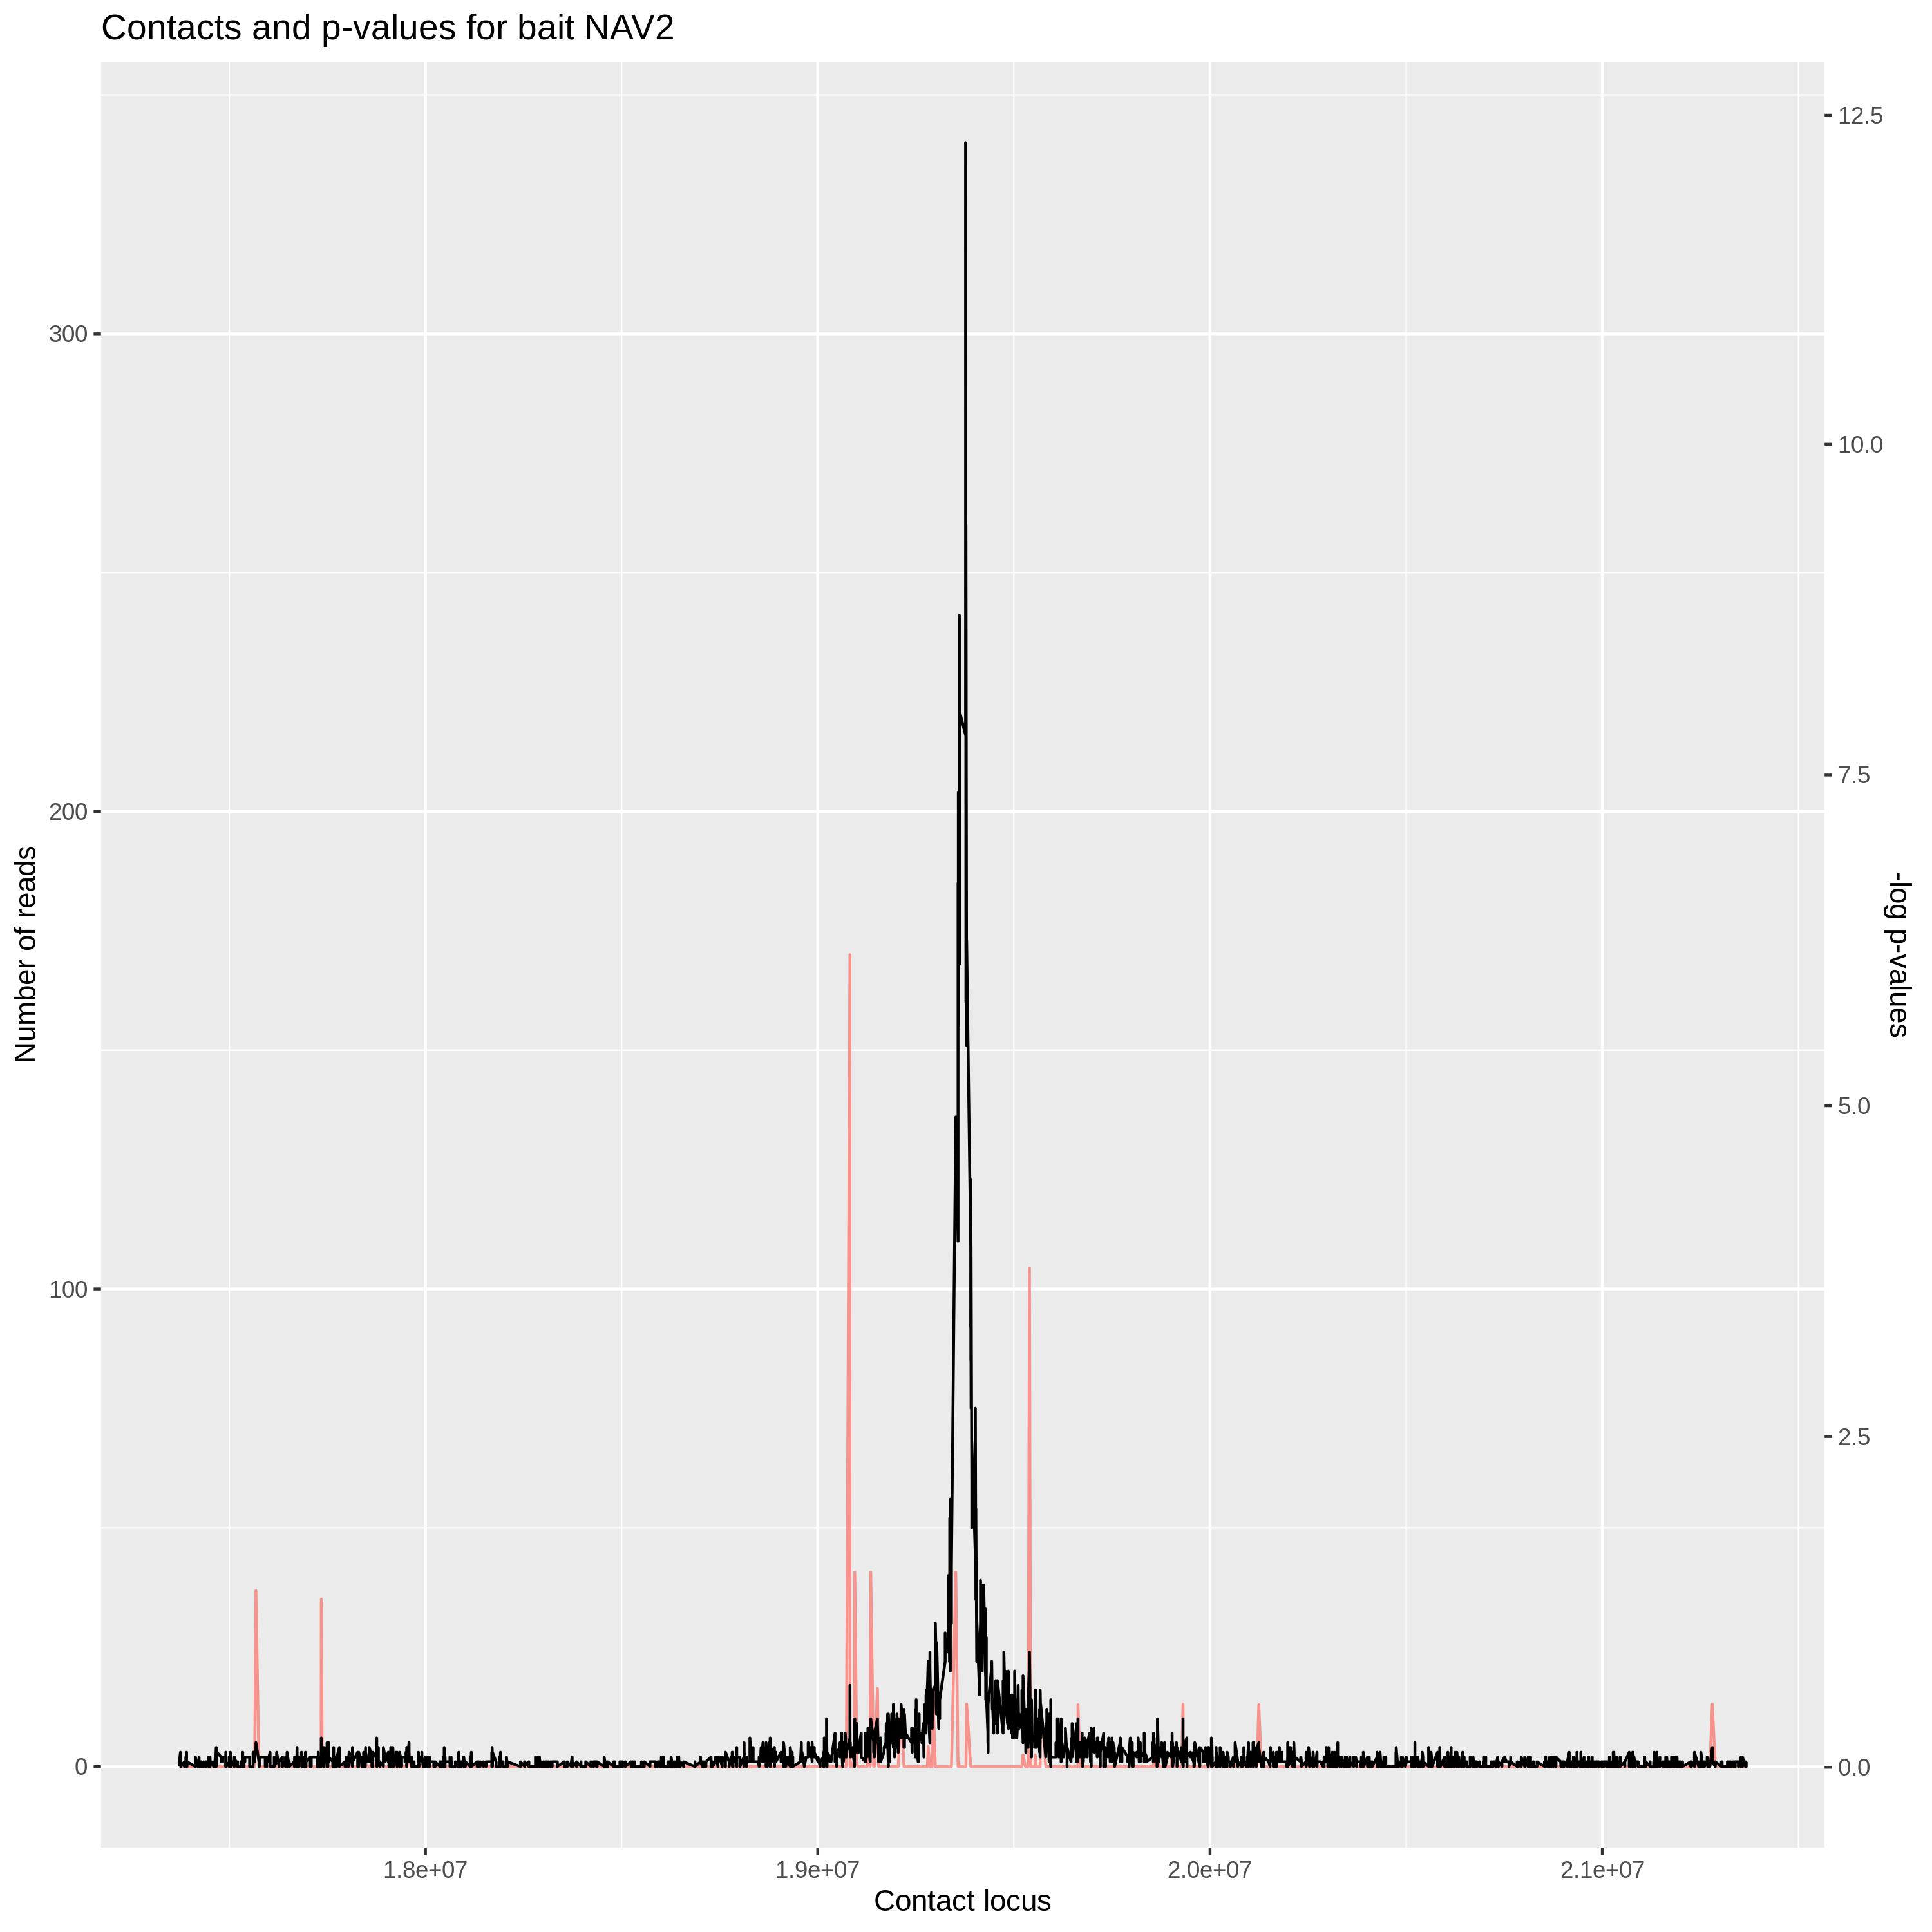 Contacts and p-values for bait NAV2
Number of reads
300
200
100
0
12.5
10.0
7.5
5.0
2.5
0.0
-log p-values
1.8e+07
1.9e+07
2.0e+07
2.1e+07
Contact locus